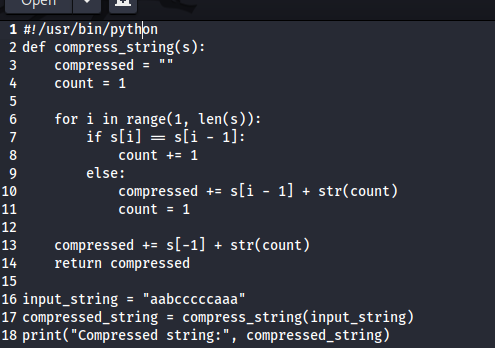 Open
1 #!/usr/bin/python
2 def compress_string(s):
3     compressed = ""
4     count = 1
5
6     for i in range(1, len(s)):
7         if s[i] == s[i - 1]:
8             count += 1
9         else:
10             compressed += s[i - 1] + str(count)
11             count = 1
12
13     compressed += s[-1] + str(count)
14     return compressed
15
16 input_string = "aabcccccaaa"
17 compressed_string = compress_string(input_string)
18 print("Compressed string:", compressed_string)